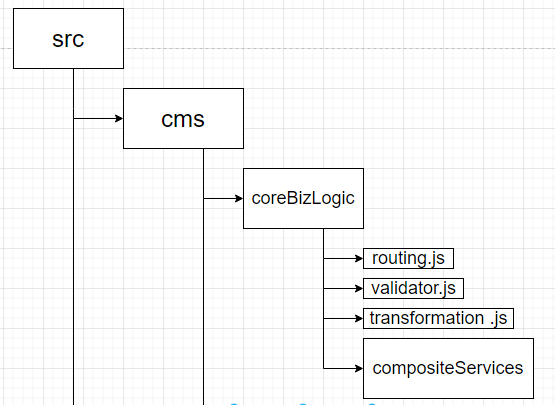 src
cms
coreBizLogic
routing.js
validator.js
transformation .js
compositeServices